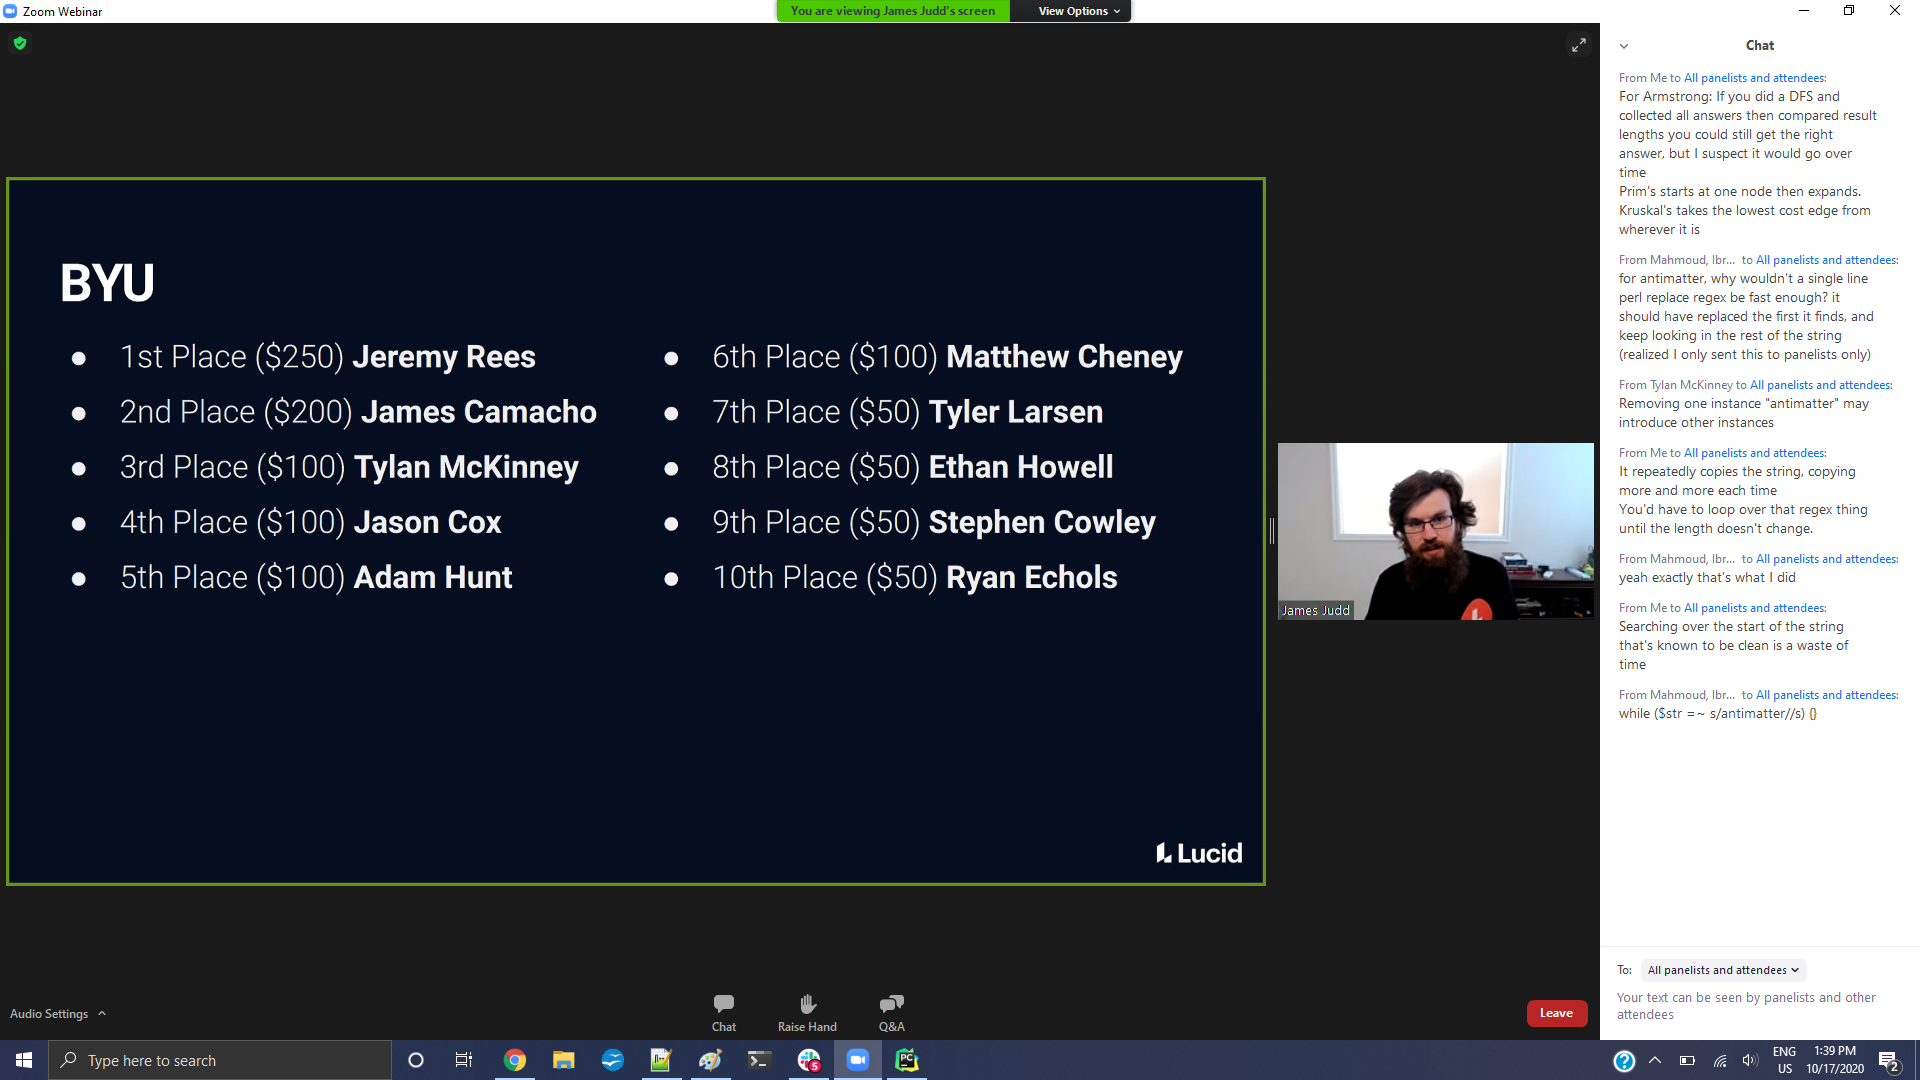 Zoom Webinar
You are viewing James Judd's screen
View Options
BYU
● 1st Place ($250) Jeremy Rees
● 2nd Place ($200) James Camacho
● 3rd Place ($100) Tylan McKinney
● 4th Place ($100) Jason Cox
● 5th Place ($100) Adam Hunt
● 6th Place ($100) Matthew Cheney
● 7th Place ($50) Tyler Larsen
● 8th Place ($50) Ethan Howell
● 9th Place ($50) Stephen Cowley
● 10th Place ($50) Ryan Echols
Lucid
James Judd
Chat
From Me to All panelists and attendees:
For Armstrong: If you did a DFS and
collected all answers then compared result
lengths you could still get the right
answer, but I suspect it would go over
time
Prim's starts at one node then expands.
Kruskal's takes the lowest cost edge from
wherever it is
From Mahmoud, Ibr... to All panelists and attendees:
for antimatter, why wouldn't a single line
perl replace regex be fast enough? it
should have replaced the first it finds, and
keep looking in the rest of the string
(realized I only sent this to panelists only)
From Tylan McKinney to All panelists and attendees:
Removing one instance "antimatter" may
introduce other instances
From Me to All panelists and attendees:
It repeatedly copies the string, copying
more and more each time
You'd have to loop over that regex thing
until the length doesn't change.
From Mahmoud, Ibr... to All panelists and attendees:
yeah exactly that's what I did
From Me to All panelists and attendees:
Searching over the start of the string
that's known to be clean is a waste of
time
From Mahmoud, Ibr... to All panelists and attendees:
while ($str =~ s/antimatter//s) {}
To: All panelists and attendees
Your text can be seen by panelists and other
attendees
Audio Settings
Chat
Raise Hand
Q&A
Leave
Type here to search
5
PC
ENG
US
1:39 PM
10/17/2020
2